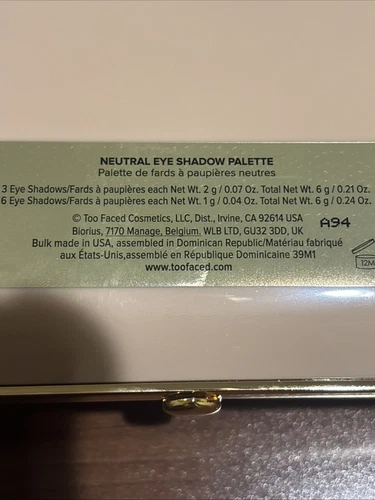 NEUTRAL EYE SHADOW PALETTE
Palette de fards à paupières neutres
3 Eye Shadows/Fards à paupières each Net Wt. 2 g / 0.07 Oz. Total Net Wt. 6 g / 0.21 Oz.
6 Eye Shadows/Fards à paupières each Net Wt. 1 g / 0.04 Oz. Total Net Wt. 6 g / 0.24 Oz.
© Too Faced Cosmetics, LLC, Dist., Irvine, CA 92614 USA
A94
Biorius, 7170 Manage, Belgium. WLB LTD, GU32 3DD, UK
Bulk made in USA, assembled in Dominican Republic/Matériau fabriqué
aux États-Unis,assemblé en République Dominicaine 39M1
12M
www.toofaced.com